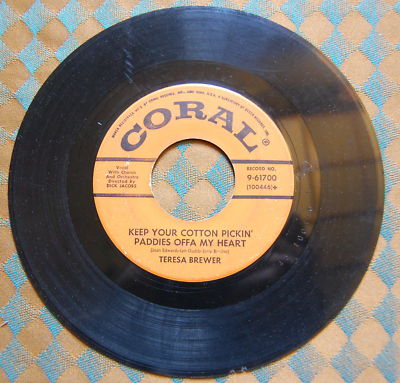 CORAL
Vocal
With Chorus
And Orchestra
Directed By
DICK JACOBS
RECORD NO.
9-61700
(100446)+
KEEP YOUR COTTON PICKIN'
PADDIES OFFA MY HEART
TERESA BREWER